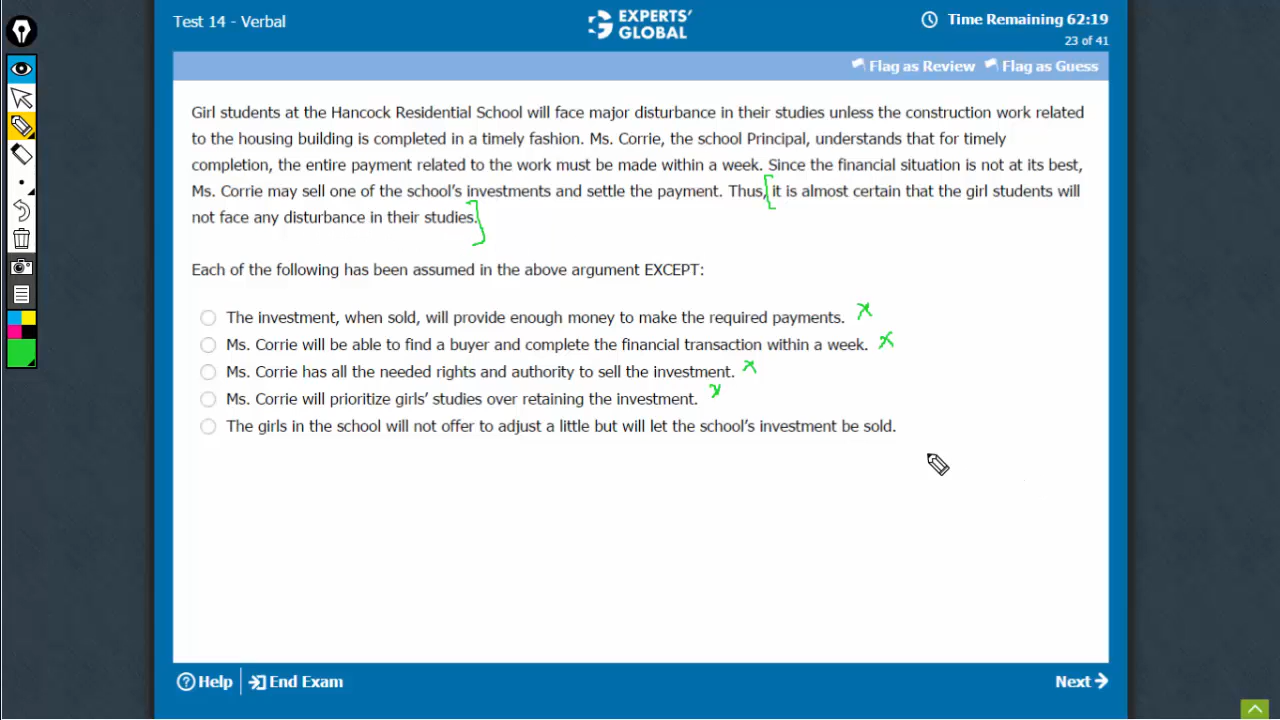 Test 14 - Verbal
EXPERTS'
GLOBAL
Time Remaining 62:19
23 of 41
Flag as Review Flag as Guess
Girl students at the Hancock Residential School will face major disturbance in their studies unless the construction work related
to the housing building is completed in a timely fashion. Ms. Corrie, the school Principal, understands that for timely
completion, the entire payment related to the work must be made within a week. Since the financial situation is not at its best,
Ms. Corrie may sell one of the school's investments and settle the payment. Thus, it is almost certain that the girl students will
not face any disturbance in their studies.
Each of the following has been assumed in the above argument EXCEPT:
The investment, when sold, will provide enough money to make the required payments. x
Ms. Corrie will be able to find a buyer and complete the financial transaction within a week. x
Ms. Corrie has all the needed rights and authority to sell the investment. x
Ms. Corrie will prioritize girls' studies over retaining the investment. x
The girls in the school will not offer to adjust a little but will let the school's investment be sold.
Help End Exam
Next